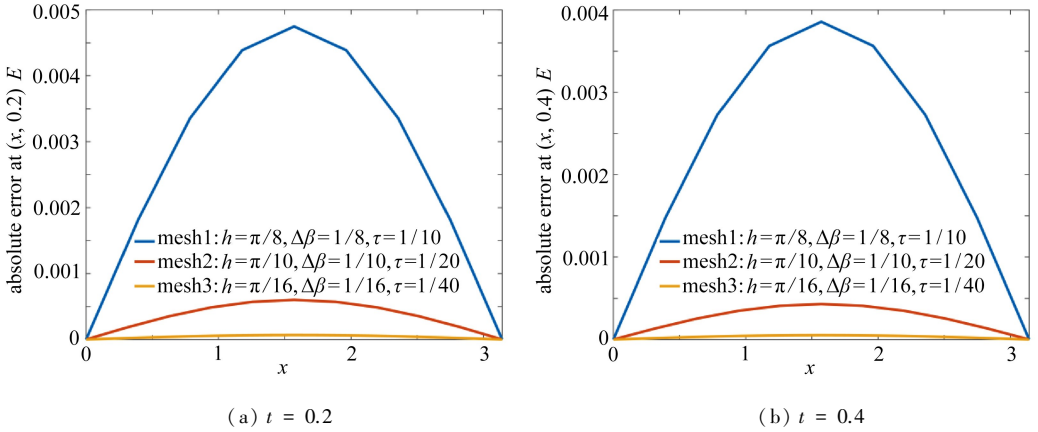 0.005
0.004
0.003
0.002
0.001
0
absolute error at (x, 0.2) E
mesh1: h=π/8, Δβ=1/8, τ=1/10
mesh2: h=π/10, Δβ=1/10, τ=1/20
mesh3: h=π/16, Δβ=1/16, τ=1/40
0 1 2 3
x
(a) t = 0.2
0.004
0.003
0.002
0.001
0
absolute error at (x, 0.4) E
mesh1: h=π/8, Δβ=1/8, τ=1/10
mesh2: h=π/10, Δβ=1/10, τ=1/20
mesh3: h=π/16, Δβ=1/16, τ=1/40
0 1 2 3
x
(b) t = 0.4